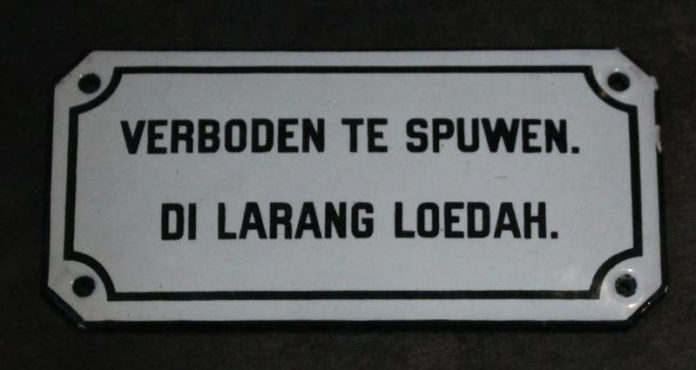 VERBODEN TE SPUWEN.
DI LARANG LOEDAH.